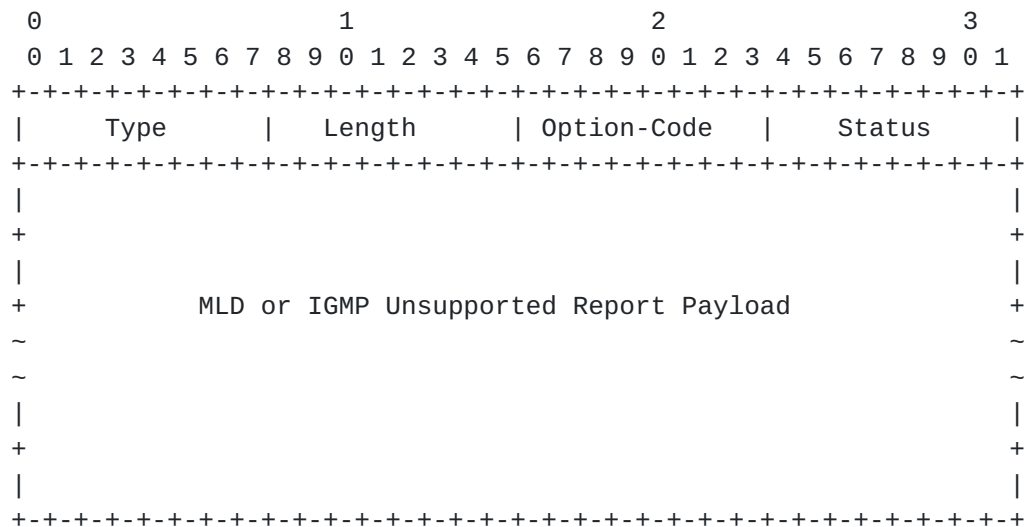 0                   1                   2                   3
 0 1 2 3 4 5 6 7 8 9 0 1 2 3 4 5 6 7 8 9 0 1 2 3 4 5 6 7 8 9 0 1
+-+-+-+-+-+-+-+-+-+-+-+-+-+-+-+-+-+-+-+-+-+-+-+-+-+-+-+-+-+-+-+-+
|     Type      |   Length      | Option-Code   |    Status     |
+-+-+-+-+-+-+-+-+-+-+-+-+-+-+-+-+-+-+-+-+-+-+-+-+-+-+-+-+-+-+-+-+
|                                                               |
+                                                               +
|                                                               |
+           MLD or IGMP Unsupported Report Payload              +
~                                                               ~
~                                                               ~
|                                                               |
+                                                               +
|                                                               |
+-+-+-+-+-+-+-+-+-+-+-+-+-+-+-+-+-+-+-+-+-+-+-+-+-+-+-+-+-+-+-+-+